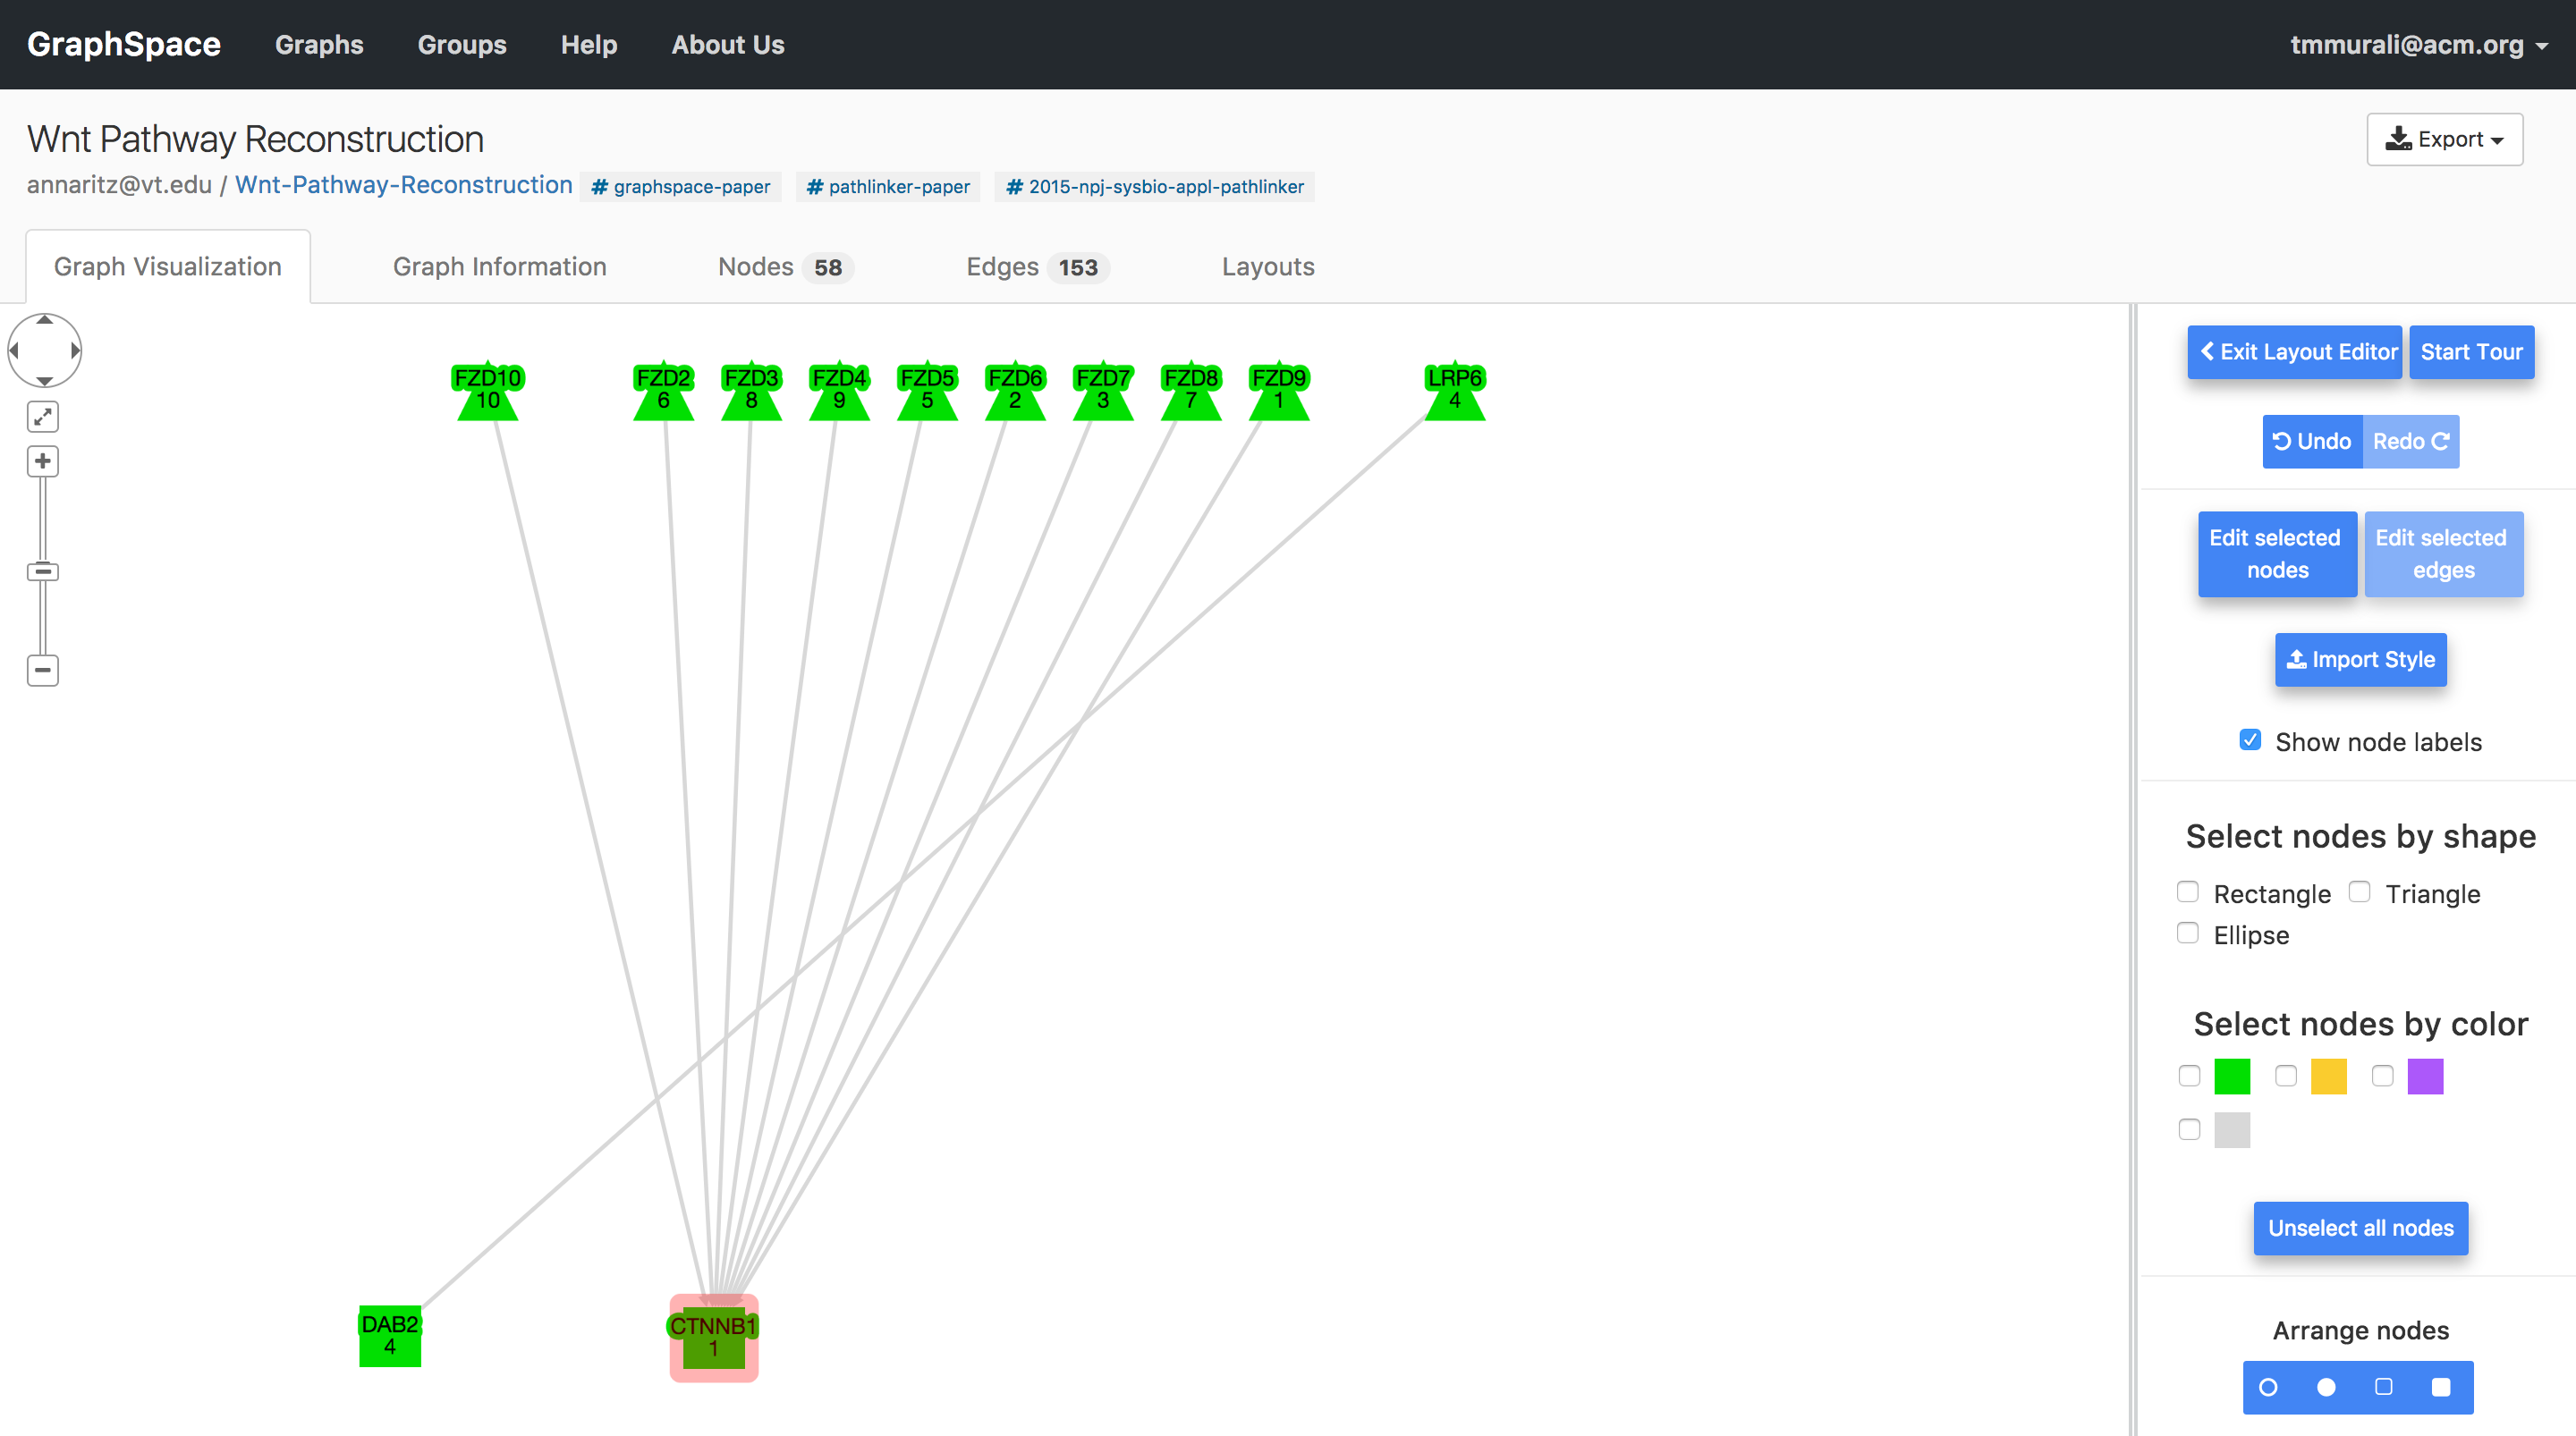 GraphSpace Graphs Groups Help About Us tmmurali@acm.org
Wnt Pathway Reconstruction
Export
annaritz@vt.edu / Wnt-Pathway-Reconstruction # graphspace-paper # pathlinker-paper # 2015-npj-sysbio-appl-pathlinker
Graph Visualization Graph Information Nodes 58 Edges 153 Layouts
FZD10 FZD2 FZD3 FZD4 FZD5 FZD6 FZD7 FZD8 FZD9 LRP6
10 6 8 9 5 2 3 7 1 4
DAB2 CTNNB1
4 1
Exit Layout Editor Start Tour
Undo Redo
Edit selected nodes
Edit selected edges
Import Style
Show node labels
Select nodes by shape
Rectangle Triangle
Ellipse
Select nodes by color
Unselect all nodes
Arrange nodes